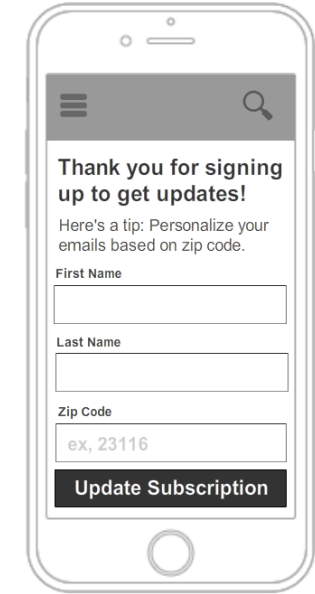 Thank you for signing
up to get updates!
Here's a tip: Personalize your
emails based on zip code.
First Name
Last Name
Zip Code
ex, 23116
Update Subscription